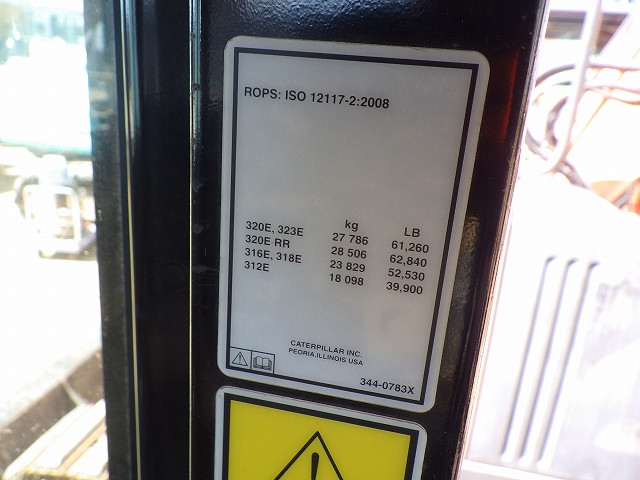 ROPS: ISO 12117-2:2008
kg LB
320E, 323E 27 786 61,260
320E RR 28 506 62,840
316E, 318E 23 829 52,530
312E 18 098 39,900
CATERPILLAR INC.
PEORIA,ILLINOIS USA
344-0783X